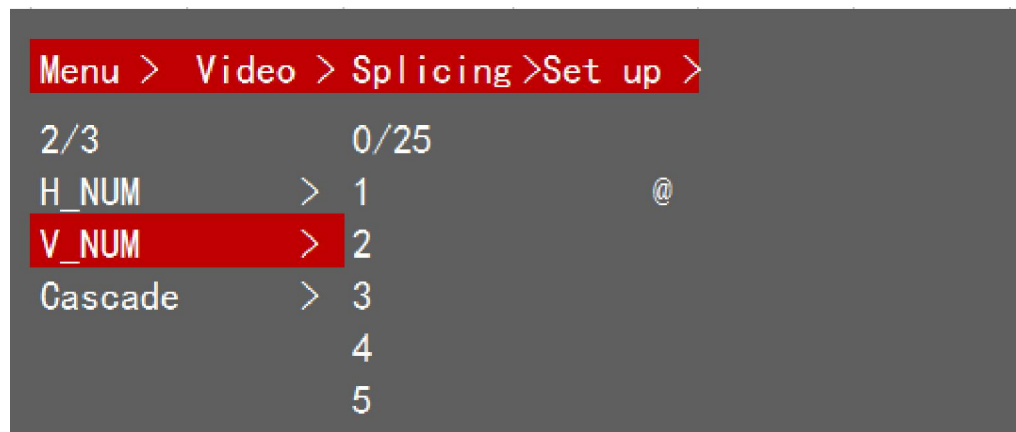 Menu > Video > Splicing >Set up >
2/3 0/25
H_NUM > 1 @
V_NUM > 2
Cascade > 3
4
5